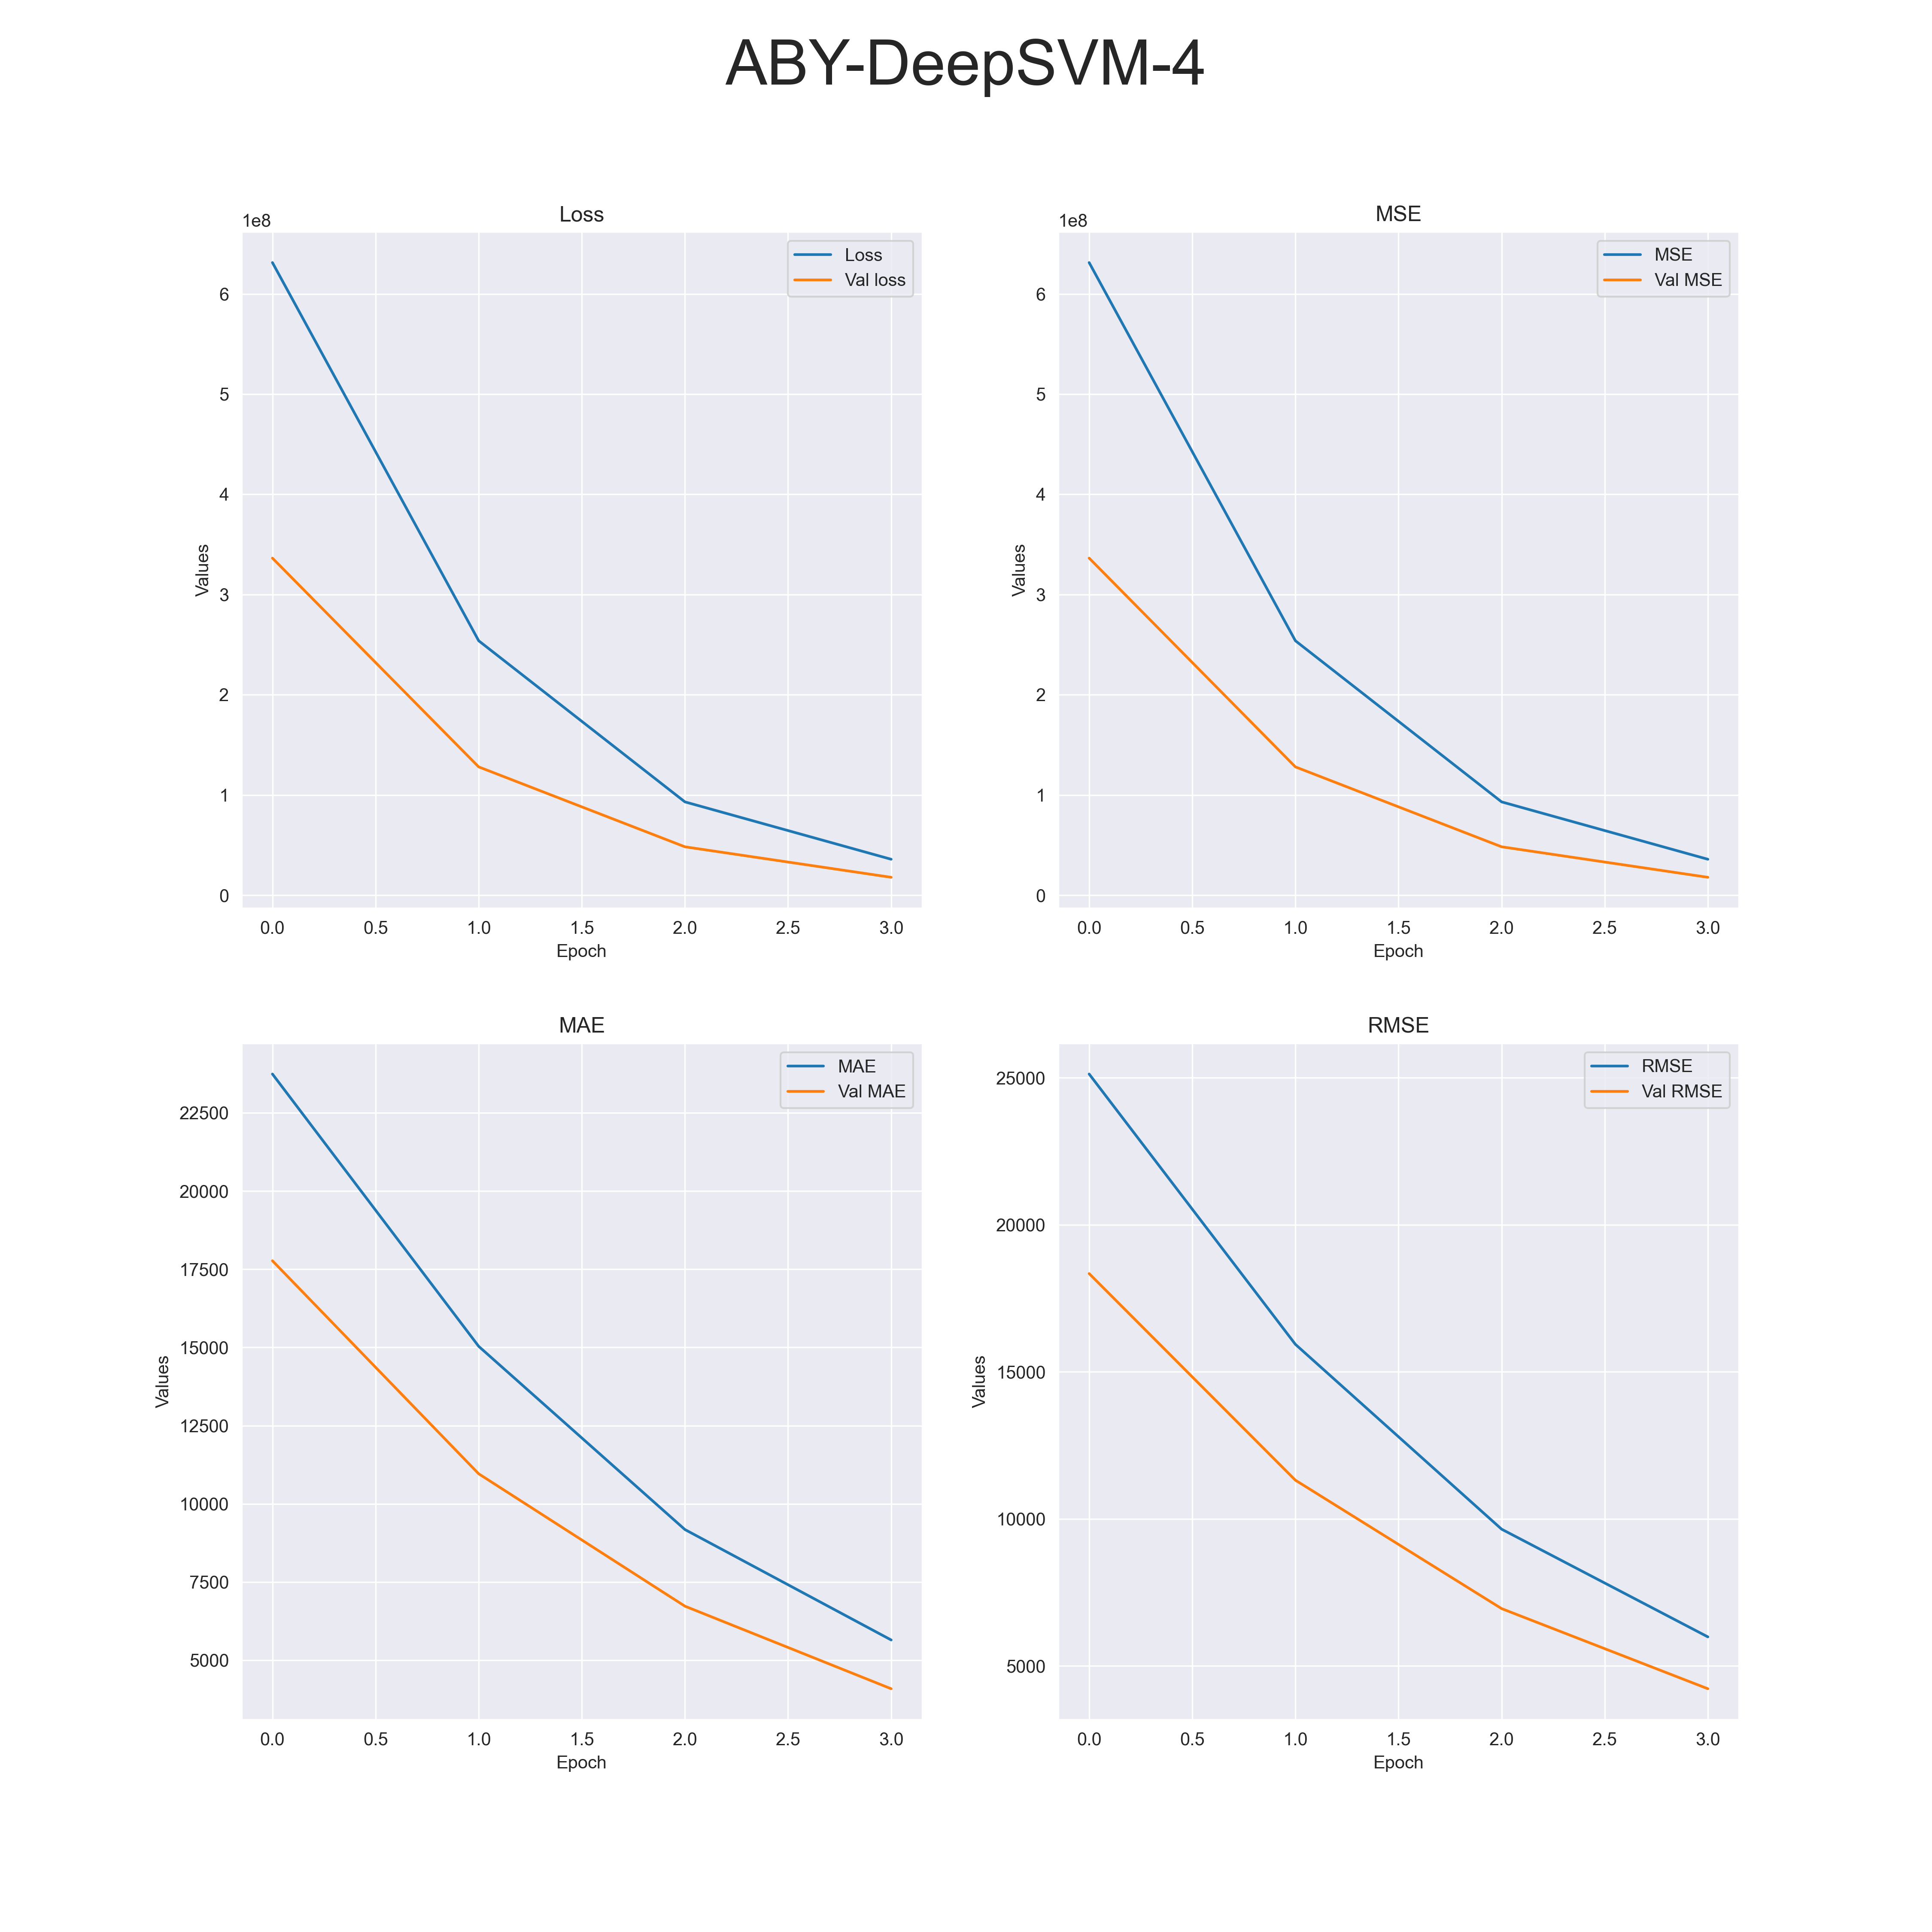 ABY-DeepSVM-4
Loss
1e8
Loss
Val loss
6
5
4
3
2
1
0
Values
0.0 0.5 1.0 1.5 2.0 2.5 3.0
Epoch
MSE
1e8
MSE
Val MSE
6
5
4
3
2
1
0
Values
0.0 0.5 1.0 1.5 2.0 2.5 3.0
Epoch
MAE
MAE
Val MAE
22500
20000
17500
15000
12500
10000
7500
5000
Values
0.0 0.5 1.0 1.5 2.0 2.5 3.0
Epoch
RMSE
RMSE
Val RMSE
25000
20000
15000
10000
5000
Values
0.0 0.5 1.0 1.5 2.0 2.5 3.0
Epoch